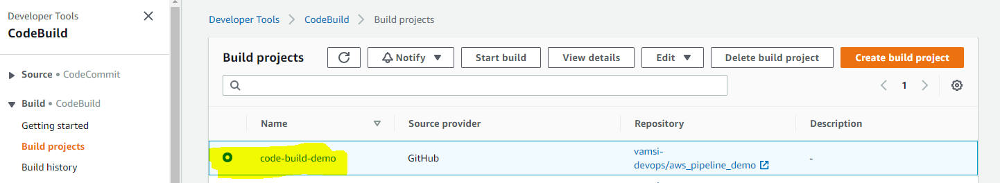 Developer Tools
CodeBuild
Source • CodeCommit
Build • CodeBuild
Getting started
Build projects
Build history
Developer Tools > CodeBuild > Build projects
Build projects Notify Start build View details Edit Delete build project Create build project
1
Name Source provider Repository Description
code-build-demo GitHub vamsi-
devops/aws_pipeline_demo -